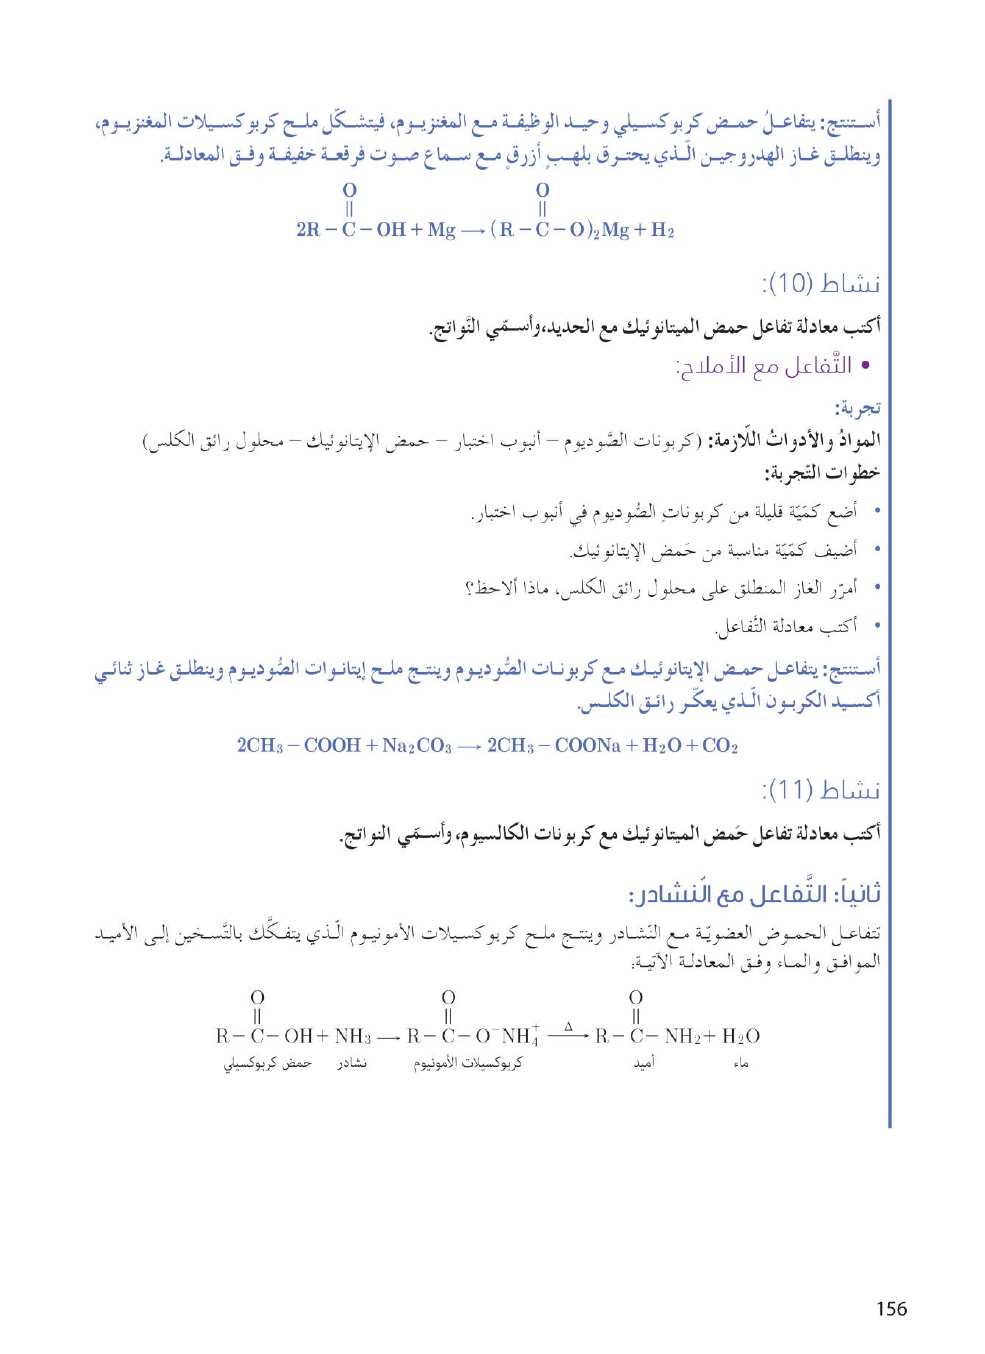 أستنتج: يتفاعلُ حمض كربوكسيلي وحيد الوظيفة مع المغنزيوم، فيتشكّل ملح كربوكسيلات المغنزيوم،
وينطلق غاز الهدروجين الّذي يحترق بلهبٍ أزرقٍ مع سماع صوت فرقعة خفيفة وفق المعادلة.
O O
|| ||
2R – C – OH + Mg ⟶ ( R – C – O )₂Mg + H₂
نشاط (10):
أكتب معادلة تفاعل حمض الميتانوئيك مع الحديد،وأسمّي النَّواتج.
• التَّفاعل مع الأملاح:
تجربة:
الموادُ والأدواتُ اللّازمة: (كربونات الصُّوديوم – أنبوب اختبار – حمض الإيتانوئيك – محلول رائق الكلس)
خطوات التّجربة:
• أضع كمّيّة قليلة من كربوناتِ الصُّوديوم في أنبوب اختبار.
• أضيف كمّيّة مناسبة من حَمض الإيتانوئيك.
• أمرّر الغاز المنطلق على محلول رائق الكلس، ماذا ألاحظ؟
• أكتب معادلة التَّفاعل.
أستنتج: يتفاعل حمض الإيتانوئيك مع كربونات الصُّوديوم وينتج ملح إيتانوات الصُّوديوم وينطلق غاز ثنائي
أكسيد الكربون الّذي يعكّر رائق الكلس.
2CH₃ – COOH + Na₂CO₃ ⟶ 2CH₃ – COONa + H₂O + CO₂
نشاط (11):
أكتب معادلة تفاعل حَمض الميتانوئيك مع كربونات الكالسيوم، وأسمّي النواتج.
ثانياً: التَّفاعل مع النّشادر:
تتفاعل الحموض العضويّة مع النّشادر وينتج ملح كربوكسيلات الأمونيوم الّذي يتفكَّك بالتَّسخين إلى الأميد
الموافق والماء وفق المعادلة الآتية:
O O O
|| || ||
R – C – OH + NH₃ ⟶ R – C – O⁻NH₄⁺ —Δ⟶ R – C – NH₂ + H₂O
حمض كربوكسيلي نشادر كربوكسيلات الأمونيوم أميد ماء
156